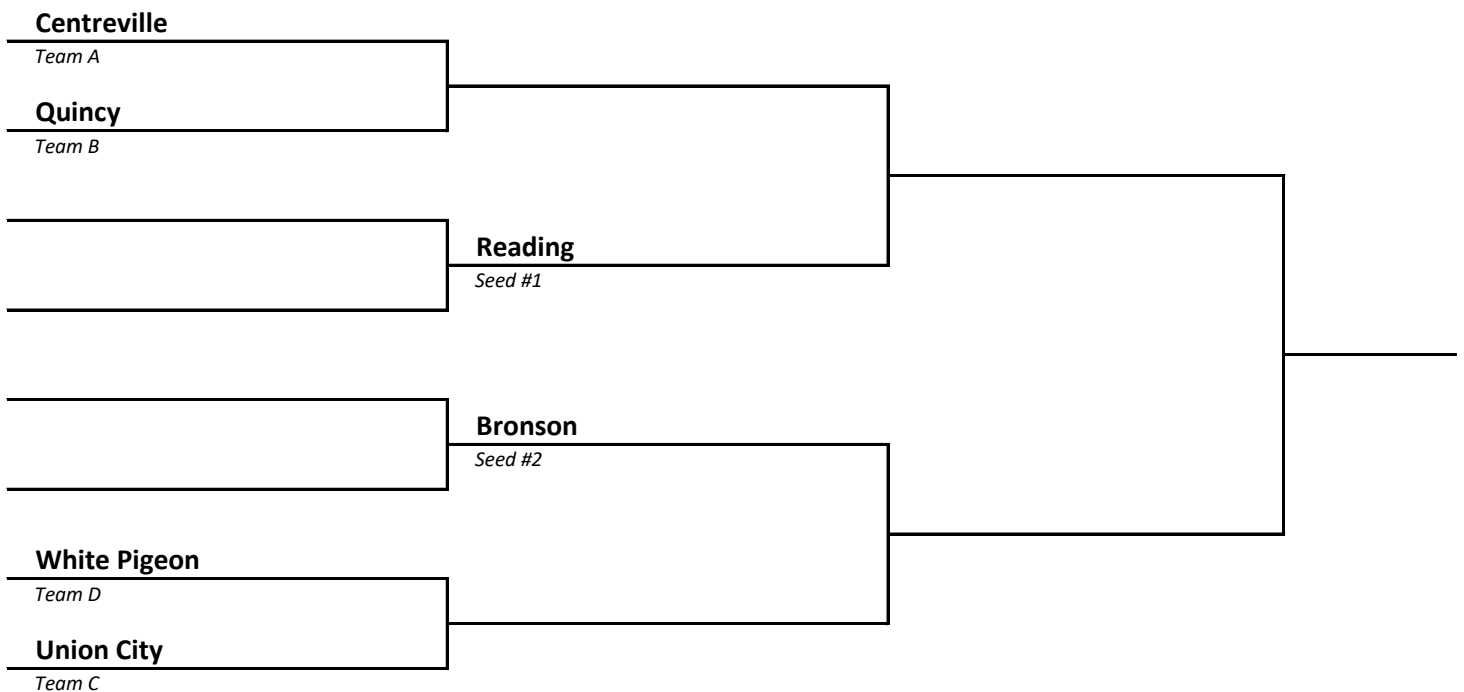 Centreville
Team A
Quincy
Team B
Reading
Seed #1
Bronson
Seed #2
White Pigeon
Team D
Union City
Team C